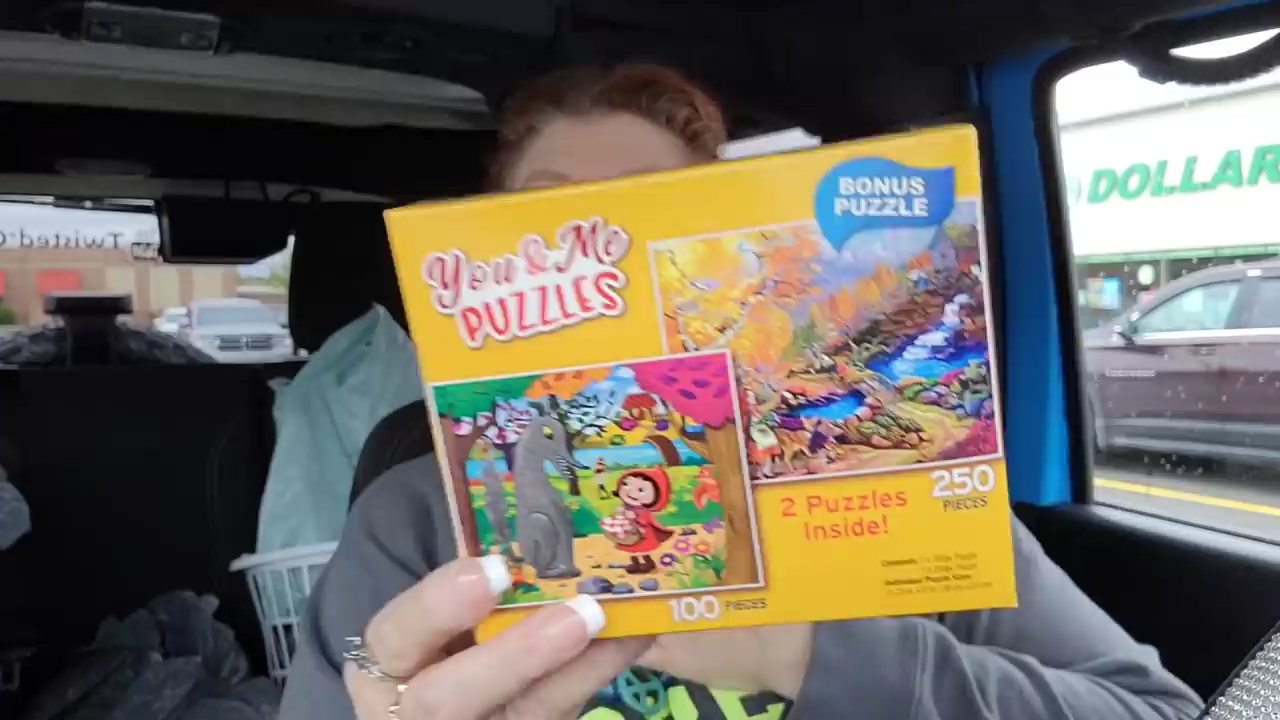 BONUS
PUZZLE
You & Me
PUZZLES
2 Puzzles
Inside!
250
PIECES
100 PIECES
DOLLAR
Twisted